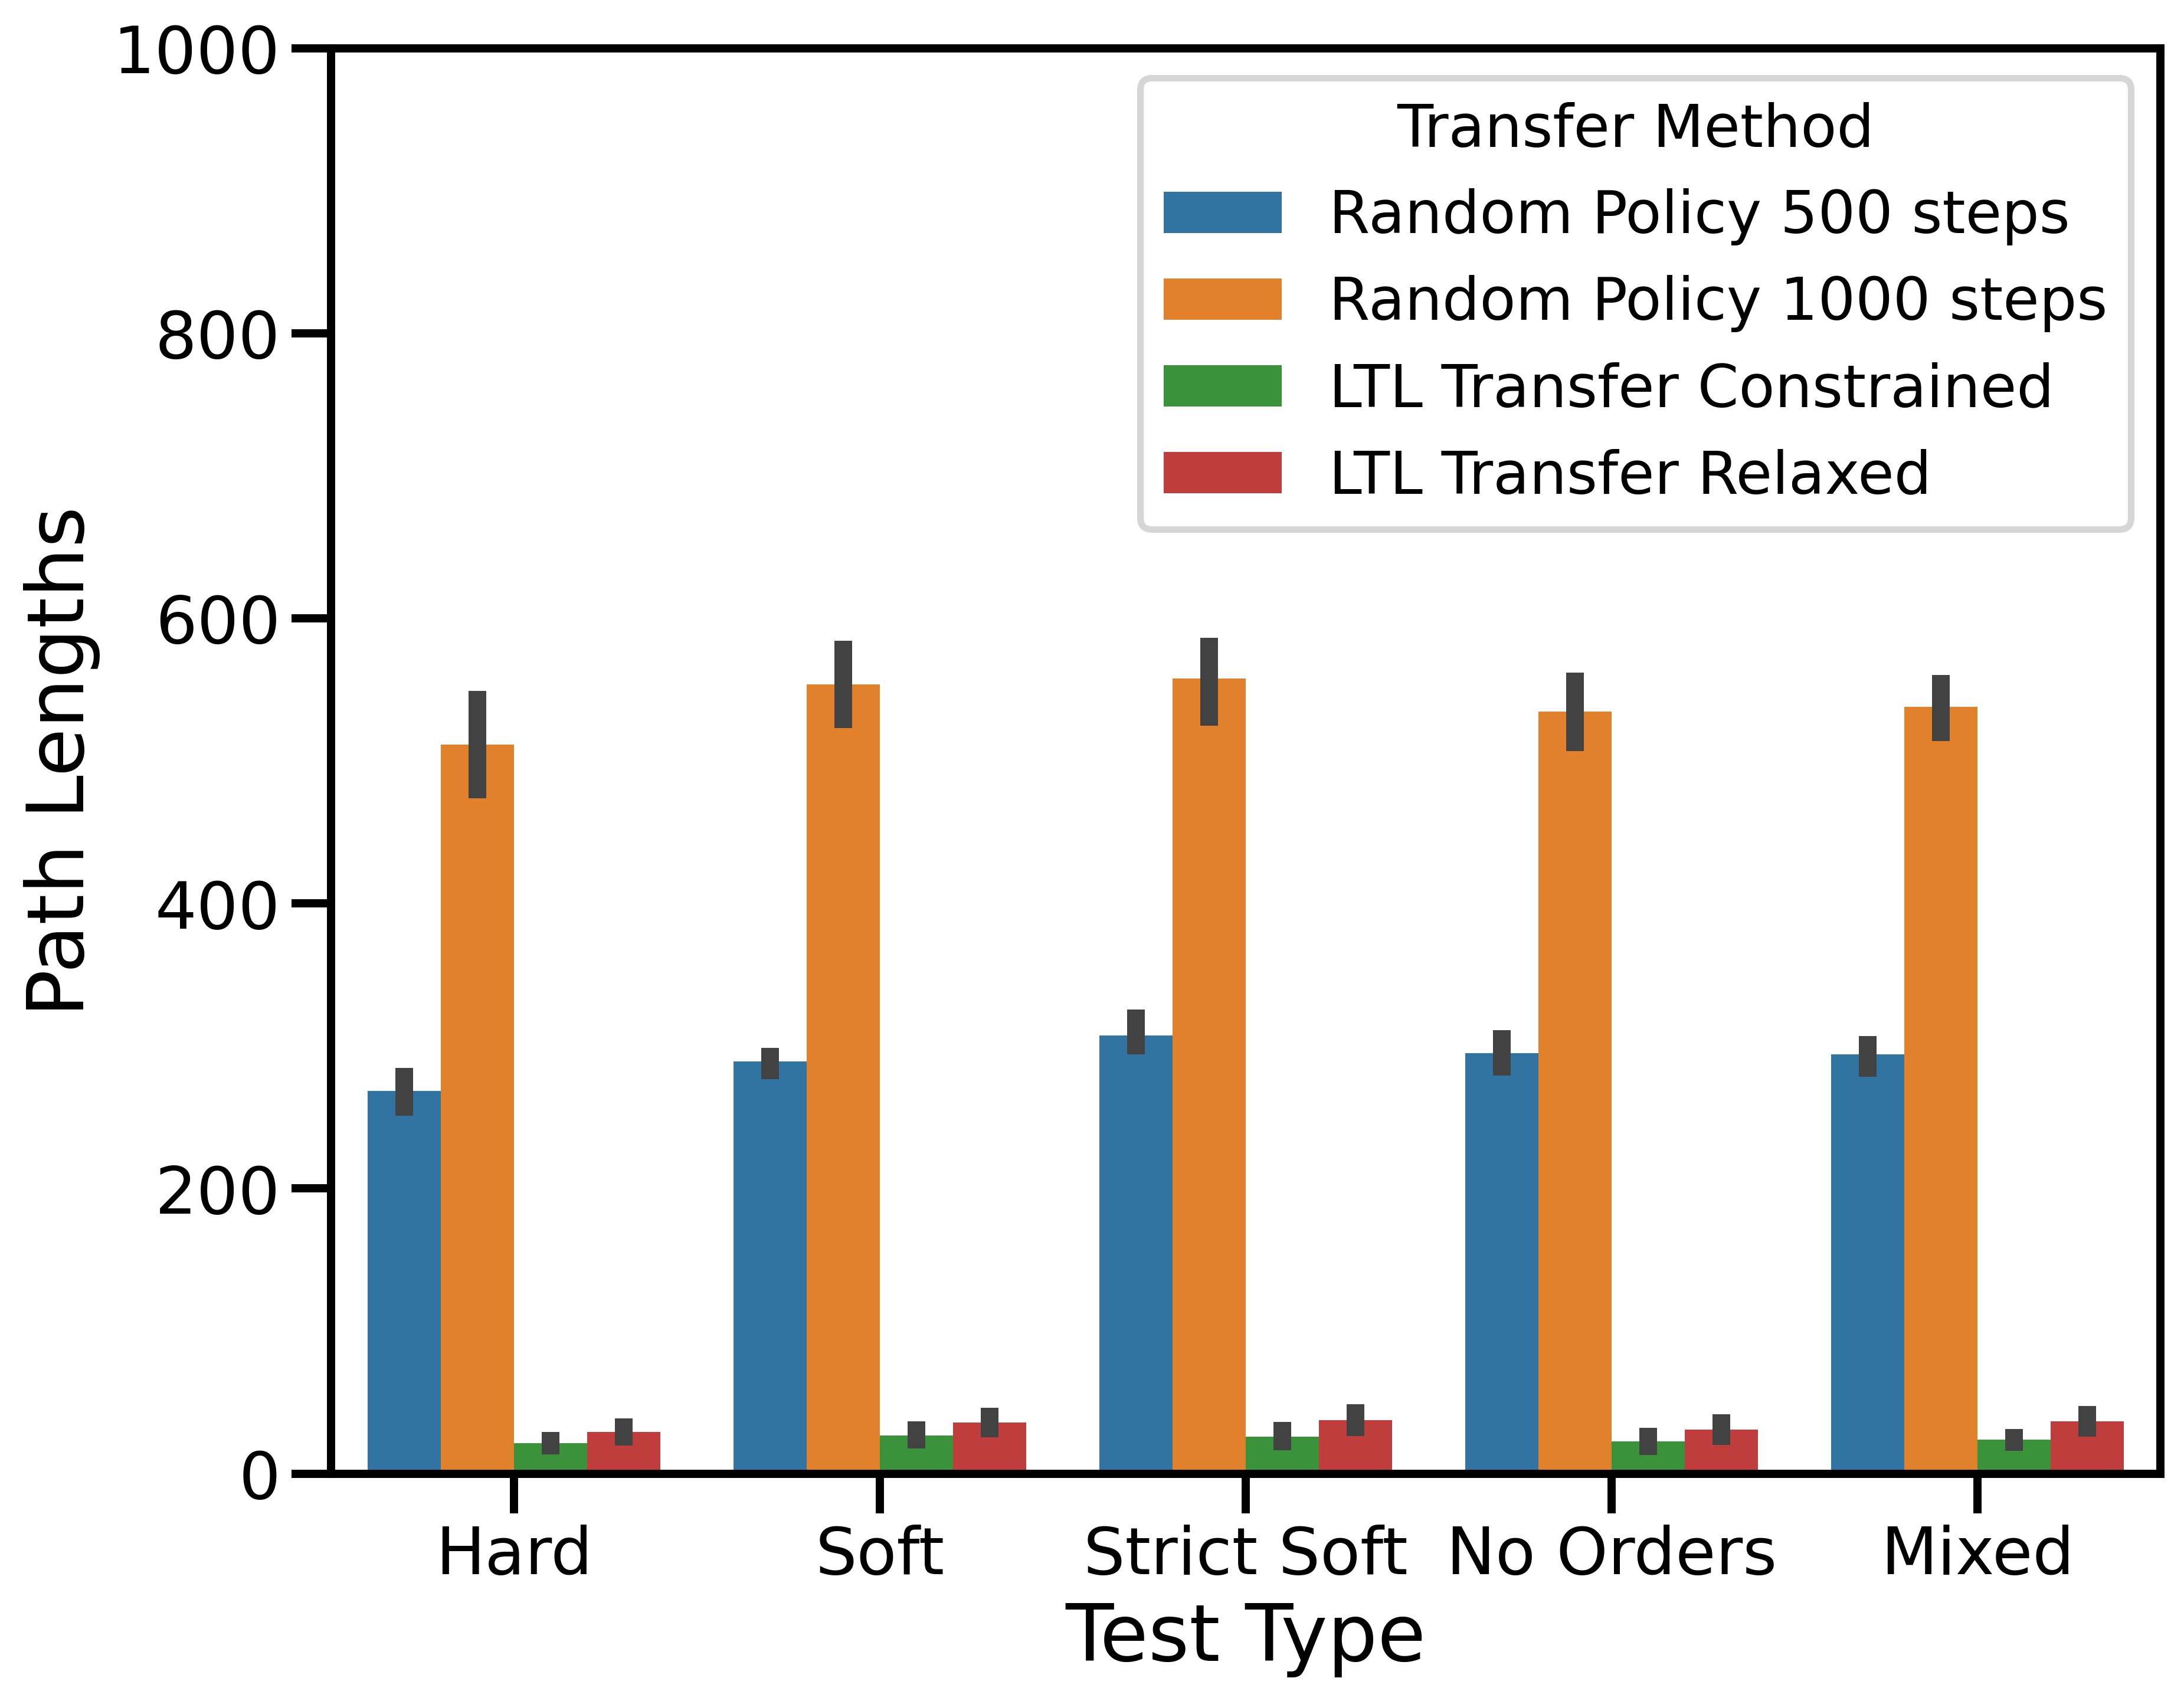 1000
800
600
400
200
0
Path Lengths
Transfer Method
Random Policy 500 steps
Random Policy 1000 steps
LTL Transfer Constrained
LTL Transfer Relaxed
Hard
Soft
Strict Soft
No Orders
Mixed
Test Type